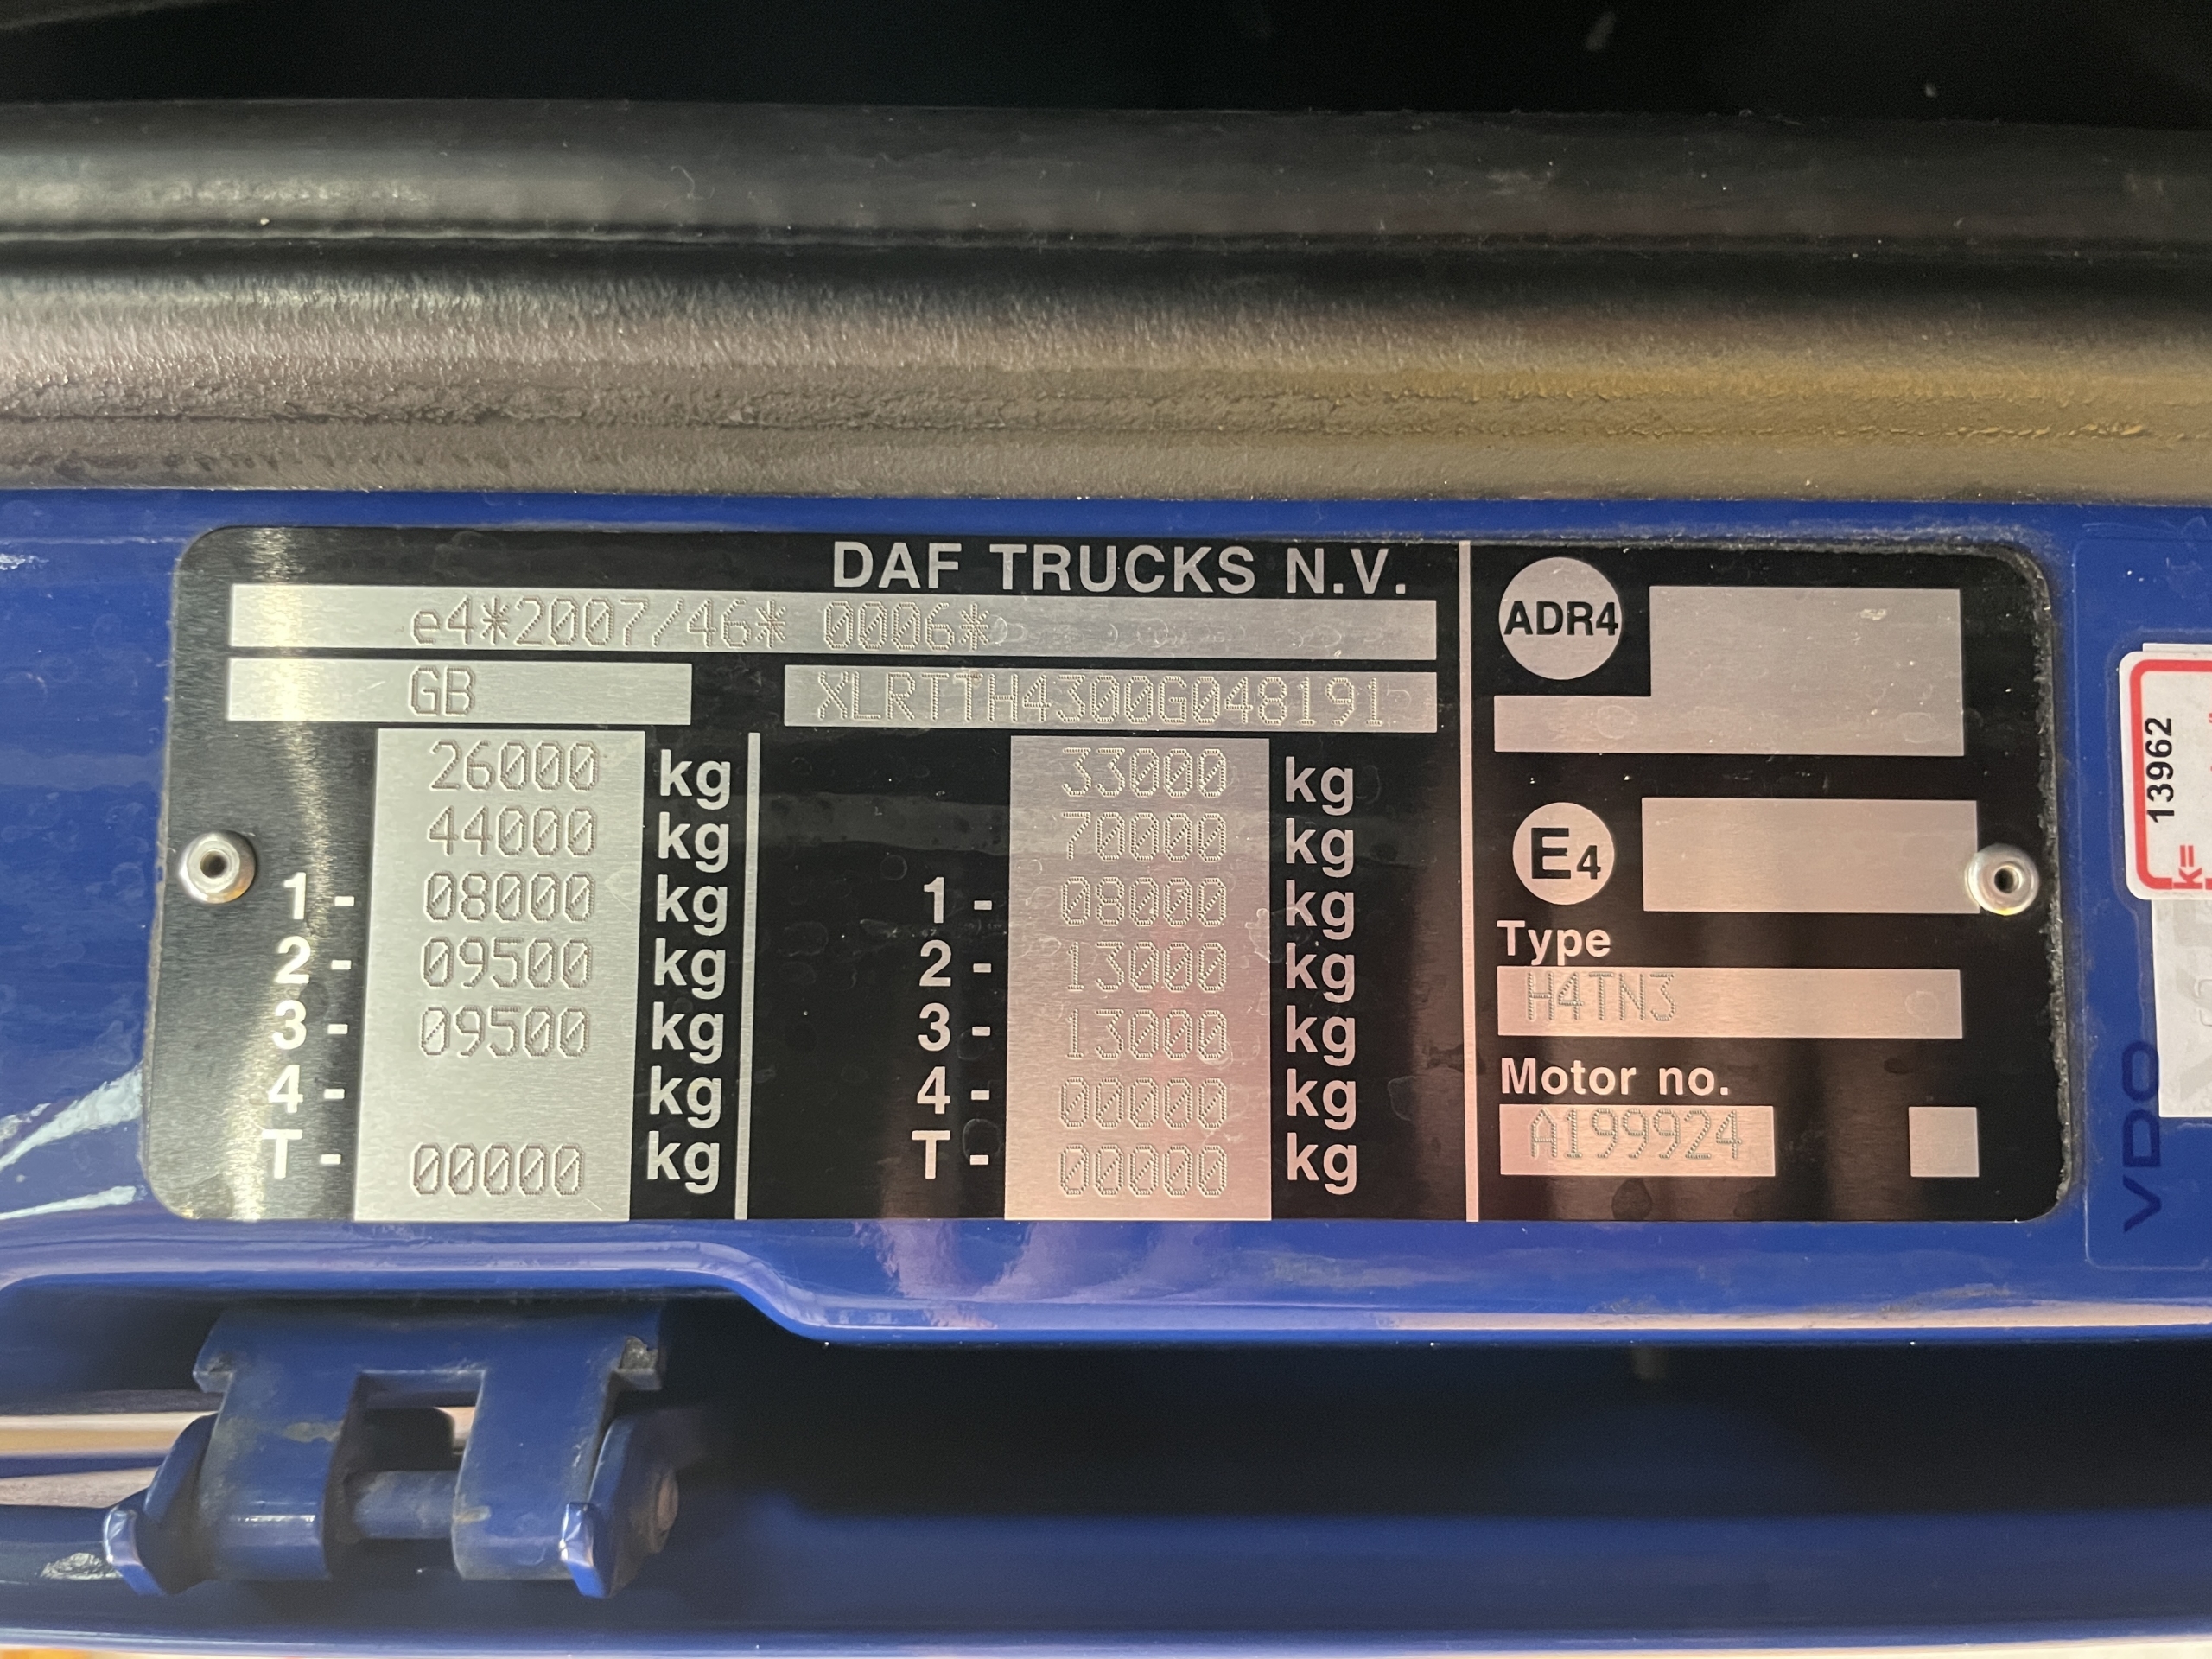 DAF TRUCKS N.V.
e4*2007/46* 0006*
GB
XLRTTH4300G048191
26000 kg
44000 kg
1 - 08000 kg
2 - 09500 kg
3 - 09500 kg
4 - kg
T - 00000 kg
33000 kg
70000 kg
1 - 08000 kg
2 - 13000 kg
3 - 13000 kg
4 - 00000 kg
T - 00000 kg
ADR4
E4
Type
H4TN3
Motor no.
A199924
13962
k=
VDO